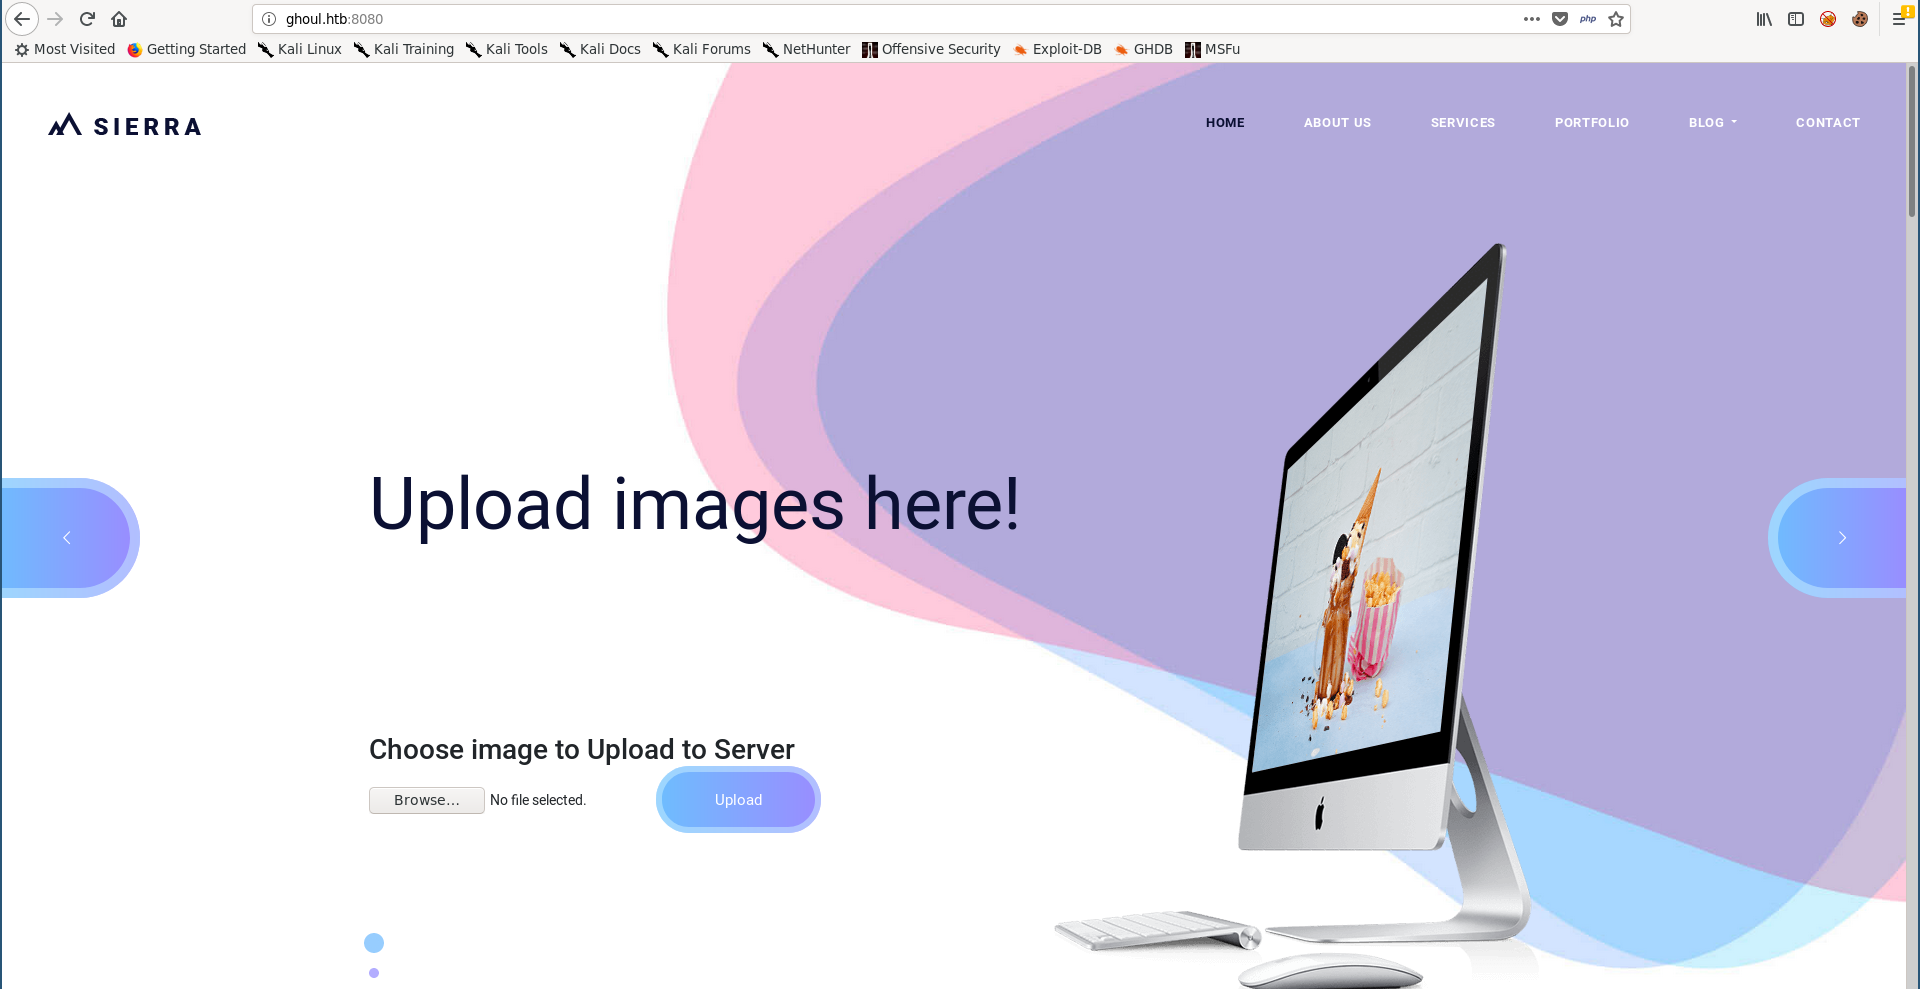 ghoul.htb:8080
php
Most Visited Getting Started Kali Linux Kali Training Kali Tools Kali Docs Kali Forums NetHunter Offensive Security Exploit-DB GHDB MSFu
SIERRA
HOME ABOUT US SERVICES PORTFOLIO BLOG CONTACT
Upload images here!
Choose image to Upload to Server
Browse... No file selected. Upload